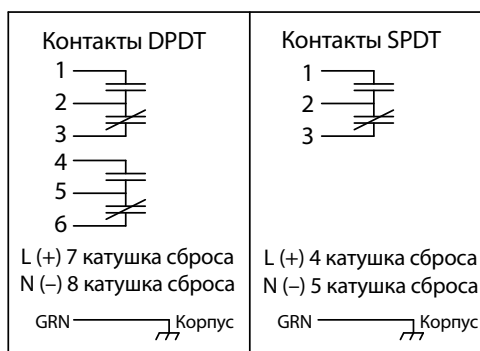 Контакты DPDT
1
2
3
4
5
6
L (+) 7 катушка сброса
N (–) 8 катушка сброса
GRN Корпус
Контакты SPDT
1
2
3
L (+) 4 катушка сброса
N (–) 5 катушка сброса
GRN Корпус